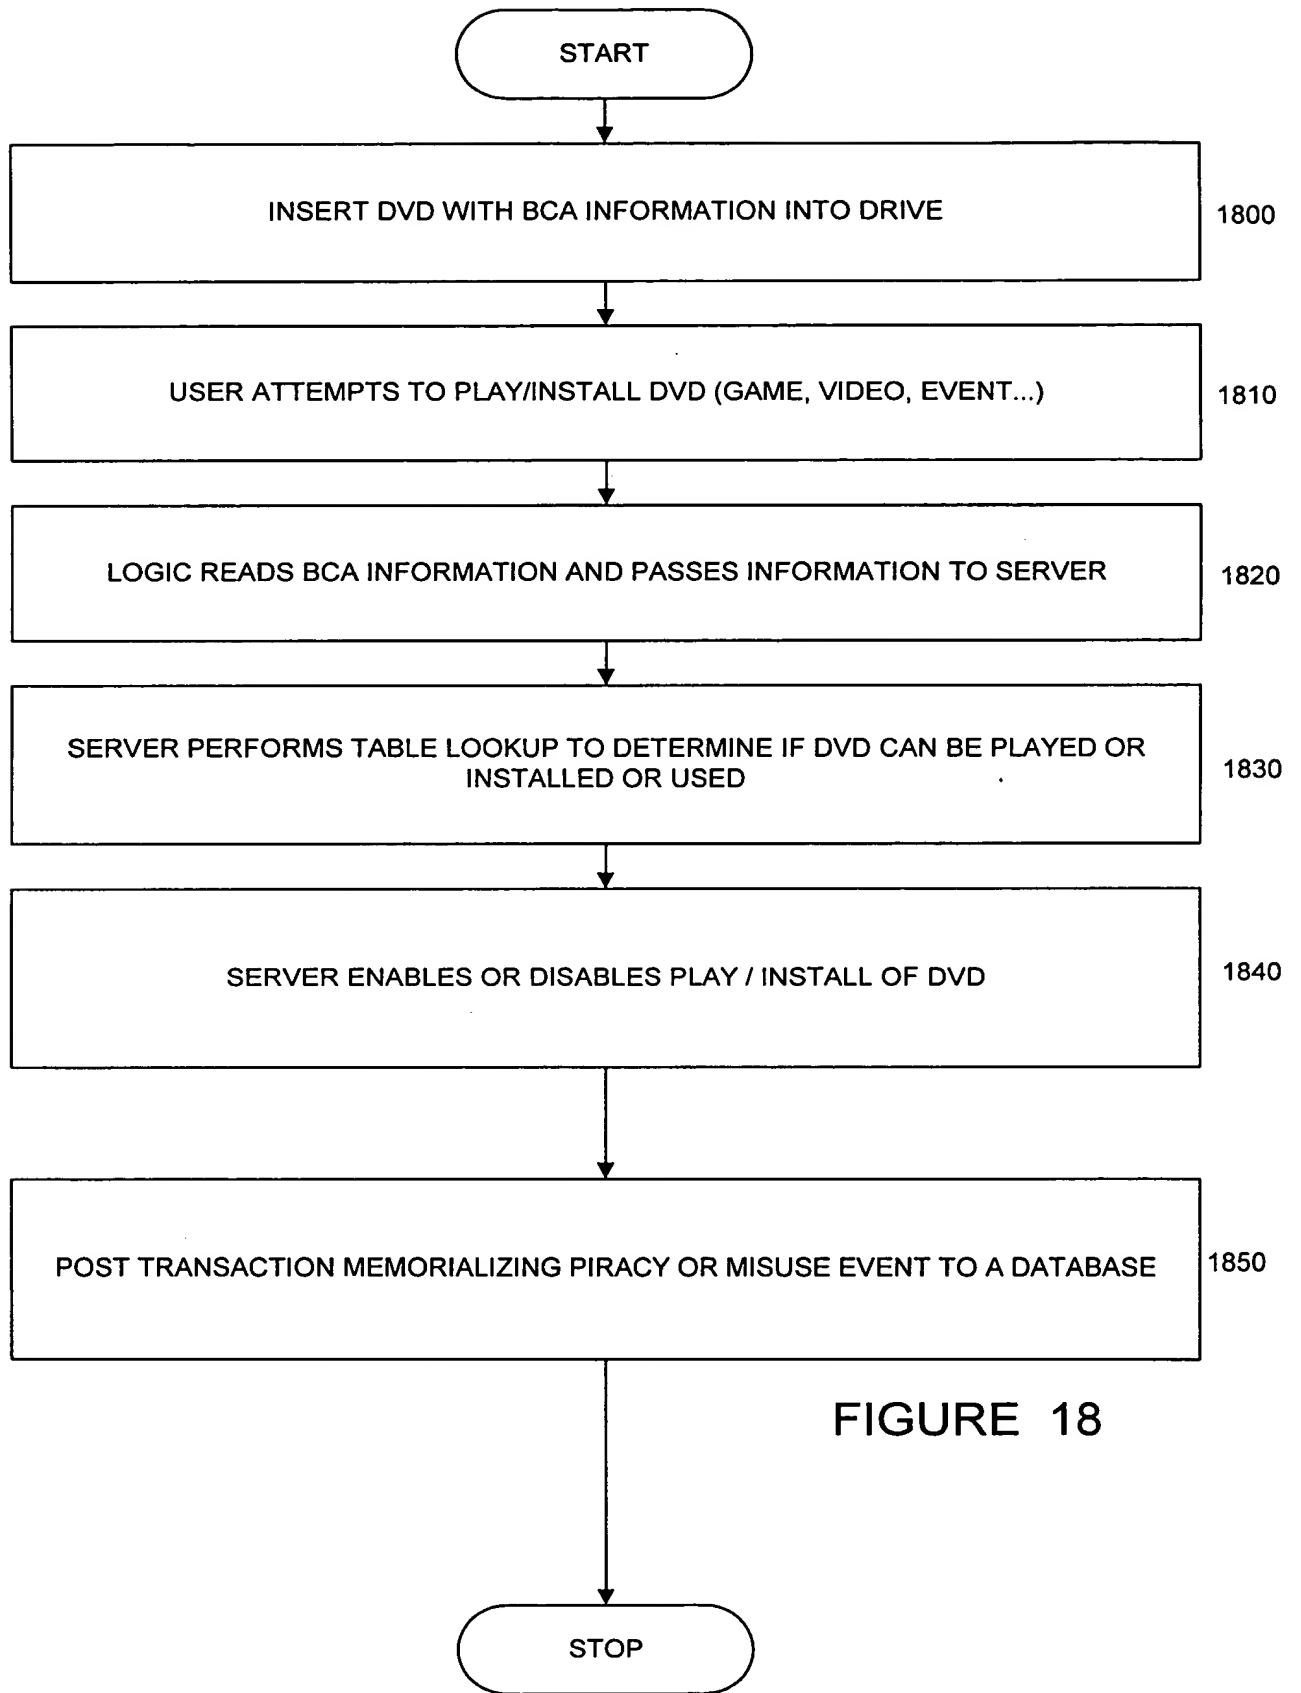 START
INSERT DVD WITH BCA INFORMATION INTO DRIVE
1800
USER ATTEMPTS TO PLAY/INSTALL DVD (GAME, VIDEO, EVENT...)
1810
LOGIC READS BCA INFORMATION AND PASSES INFORMATION TO SERVER
1820
SERVER PERFORMS TABLE LOOKUP TO DETERMINE IF DVD CAN BE PLAYED OR
INSTALLED OR USED
1830
SERVER ENABLES OR DISABLES PLAY / INSTALL OF DVD
1840
POST TRANSACTION MEMORIALIZING PIRACY OR MISUSE EVENT TO A DATABASE
1850
FIGURE 18
STOP